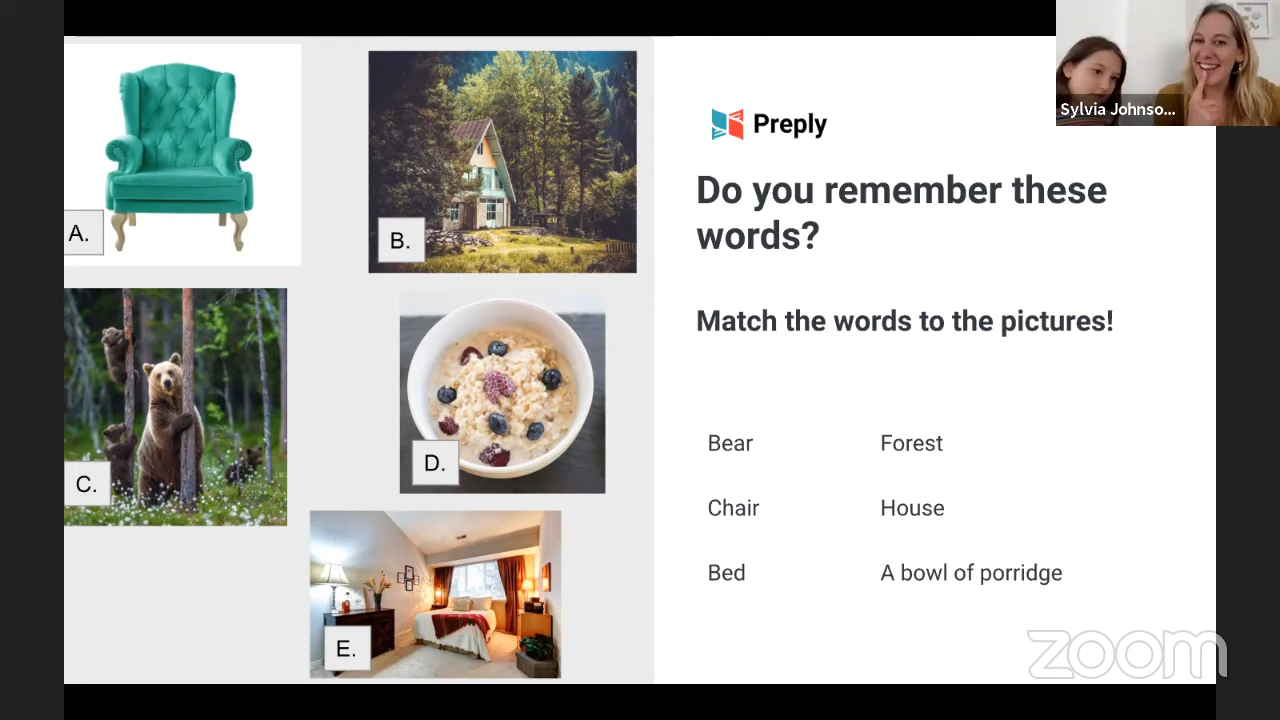 Sylvia Johnso...
Preply
Do you remember these
words?
Match the words to the pictures!
A.
B.
C.
D.
E.
Bear
Forest
Chair
House
Bed
A bowl of porridge
zoom